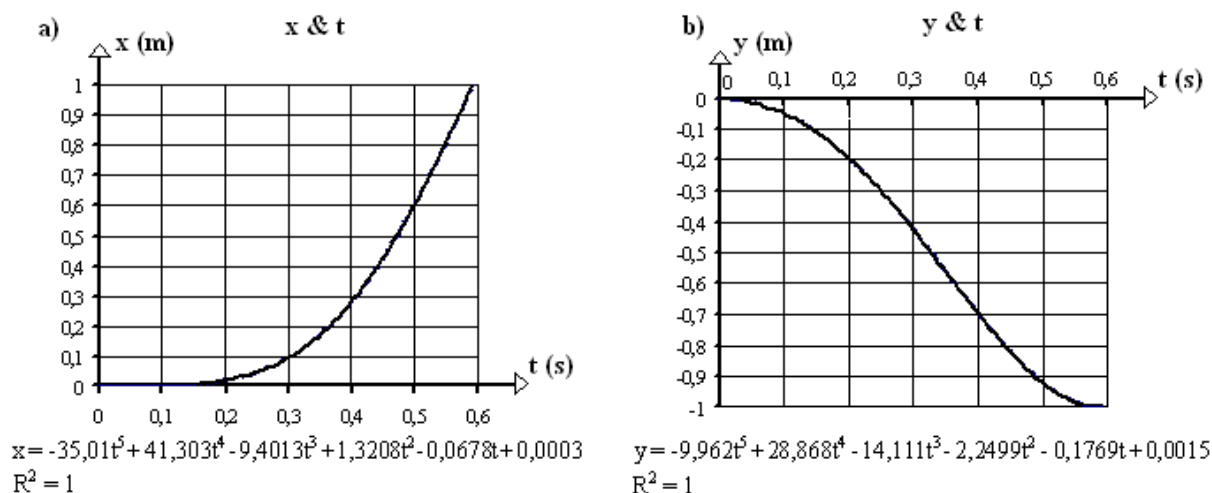 a)
x & t
x (m)
1
0,9
0,8
0,7
0,6
0,5
0,4
0,3
0,2
0,1
0
t (s)
0 0,1 0,2 0,3 0,4 0,5 0,6
x = -35,01t⁵ + 41,303t⁴ - 9,4013t³ + 1,3208t² - 0,0678t + 0,0003
R² = 1
b)
y & t
y (m)
0 0,1 0,2 0,3 0,4 0,5 0,6
t (s)
0
-0,1
-0,2
-0,3
-0,4
-0,5
-0,6
-0,7
-0,8
-0,9
-1
y = -9,962t⁵ + 28,868t⁴ - 14,111t³ - 2,2499t² - 0,1769t + 0,0015
R² = 1